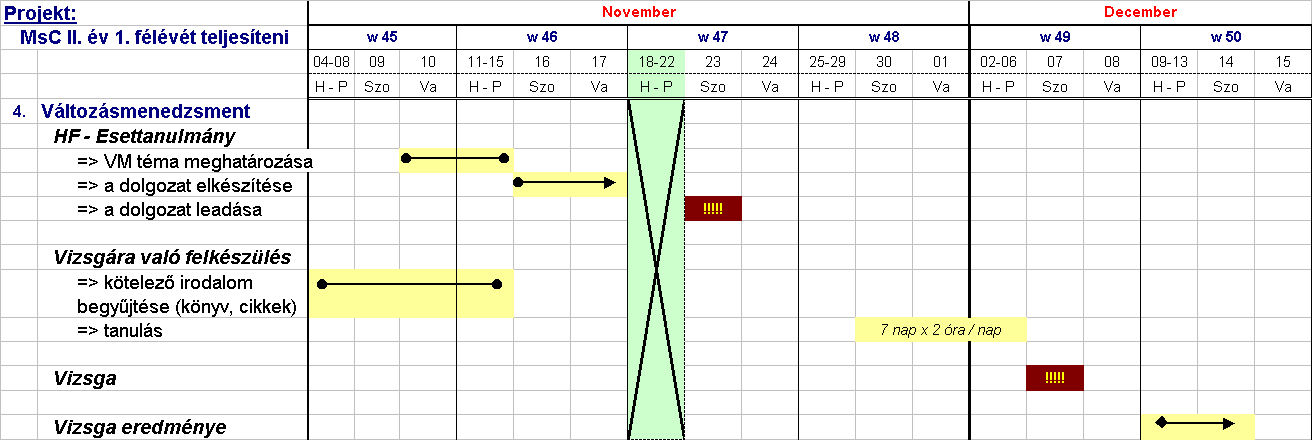 Projekt: November December
MsC II. év 1. félévét teljesíteni w 45 w 46 w 47 w 48 w 49 w 50
04-08 09 10 11-15 16 17 18-22 23 24 25-29 30 01 02-06 07 08 09-13 14 15
H - P Szo Va H - P Szo Va H - P Szo Va H - P Szo Va H - P Szo Va H - P Szo Va
4. Változásmenedzsment
HF - Esettanulmány
=> VM téma meghatározása
=> a dolgozat elkészítése
=> a dolgozat leadása !!!!!
Vizsgára való felkészülés
=> kötelező irodalom
begyűjtése (könyv, cikkek)
=> tanulás 7 nap x 2 óra / nap
Vizsga !!!!!
Vizsga eredménye